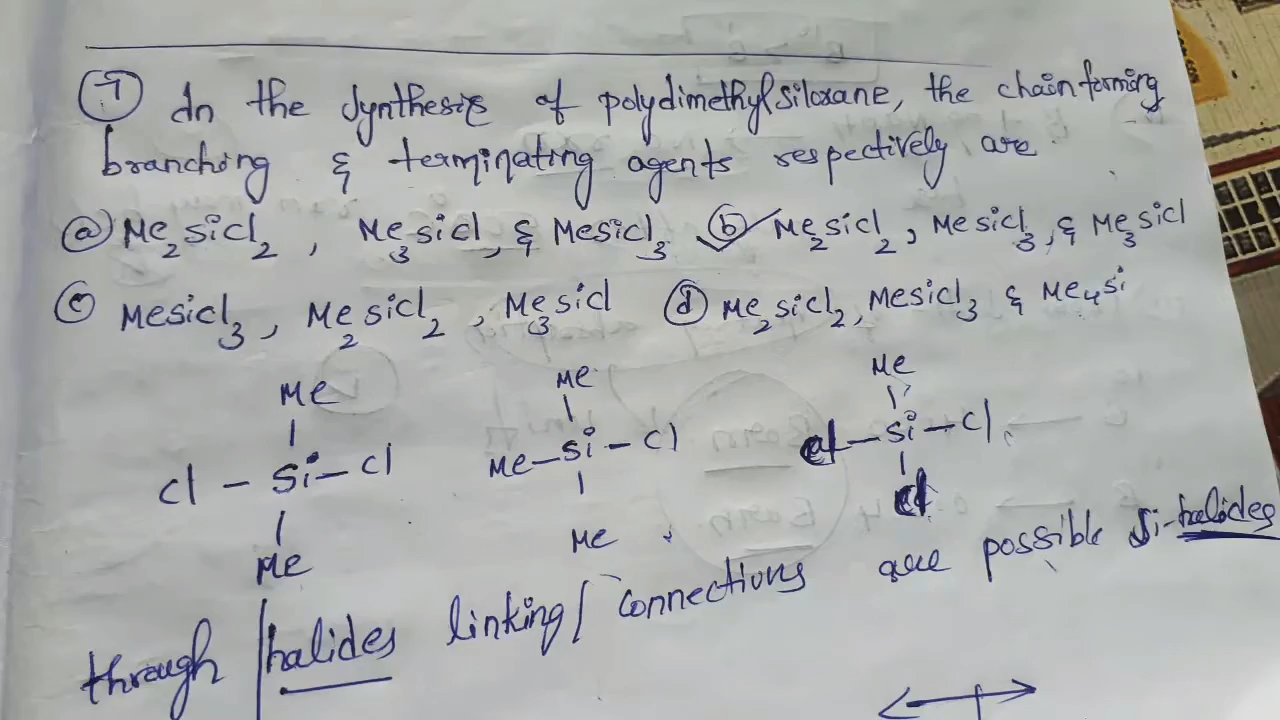 7 In the synthesis of polydimethylsiloxane, the chain forming
branching & terminating agents respectively are
(a) Me2SiCl2, Me3SiCl, & MeSiCl3 (b) Me2SiCl2, MeSiCl3, & Me3SiCl
(c) MeSiCl3, Me2SiCl2, Me3SiCl (d) Me2SiCl2, MeSiCl3 & Me4Si
Me Me Me
Cl - Si - Cl Me - Si - Cl Cl - Si - Cl
Me Me Cl
through halides linking/connections are possible Si-halides